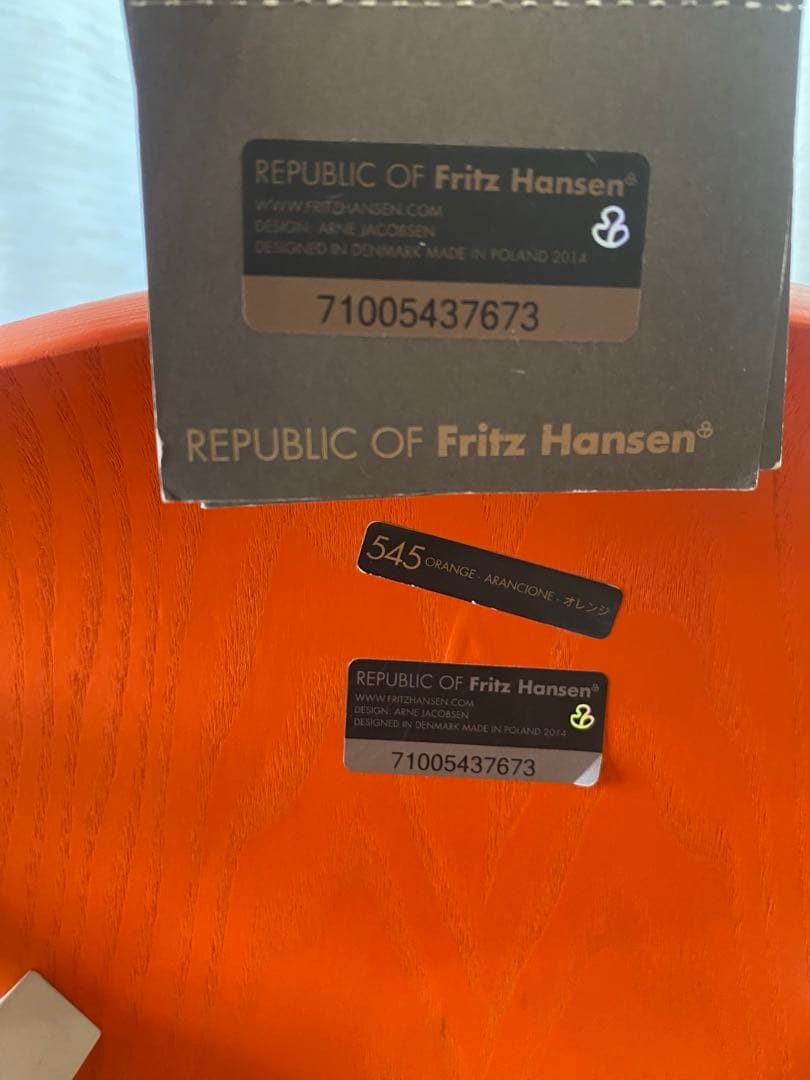 REPUBLIC OF Fritz Hansen®
WWW.FRITZHANSEN.COM
DESIGN: ARNE JACOBSEN
DESIGNED IN DENMARK MADE IN POLAND 2014
71005437673
REPUBLIC OF Fritz Hansen
545 ORANGE - ARANCIONE - オレンジ
REPUBLIC OF Fritz Hansen
WWW.FRITZHANSEN.COM
DESIGN: ARNE JACOBSEN
DESIGNED IN DENMARK MADE IN POLAND 2014
71005437673